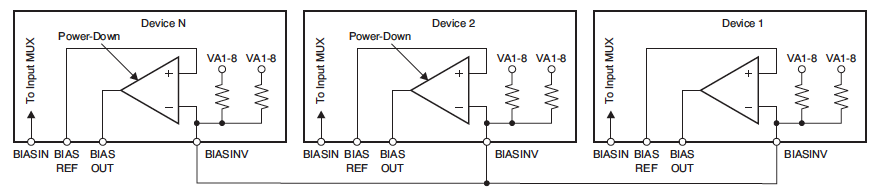 Device N
Power-Down
To Input MUX
+
−
VA1-8 VA1-8
BIASIN BIAS REF BIAS OUT BIASINV
Device 2
Power-Down
To Input MUX
+
−
VA1-8 VA1-8
BIASIN BIAS REF BIAS OUT BIASINV
Device 1
To Input MUX
+
−
VA1-8 VA1-8
BIASIN BIAS REF BIAS OUT BIASINV